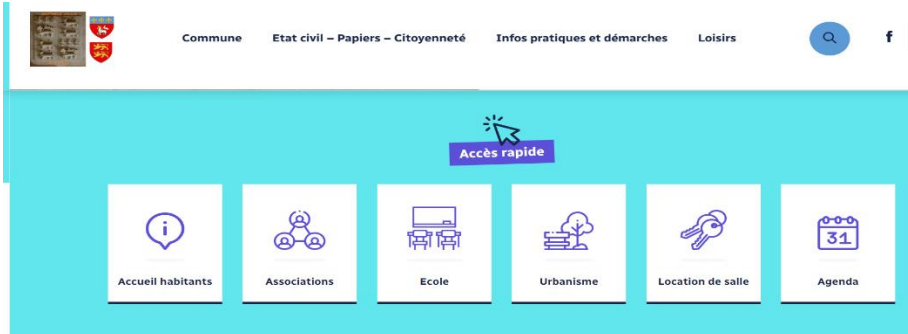 Commune Etat civil – Papiers – Citoyenneté Infos pratiques et démarches Loisirs f
Accès rapide
31
Accueil habitants Associations Ecole Urbanisme Location de salle Agenda